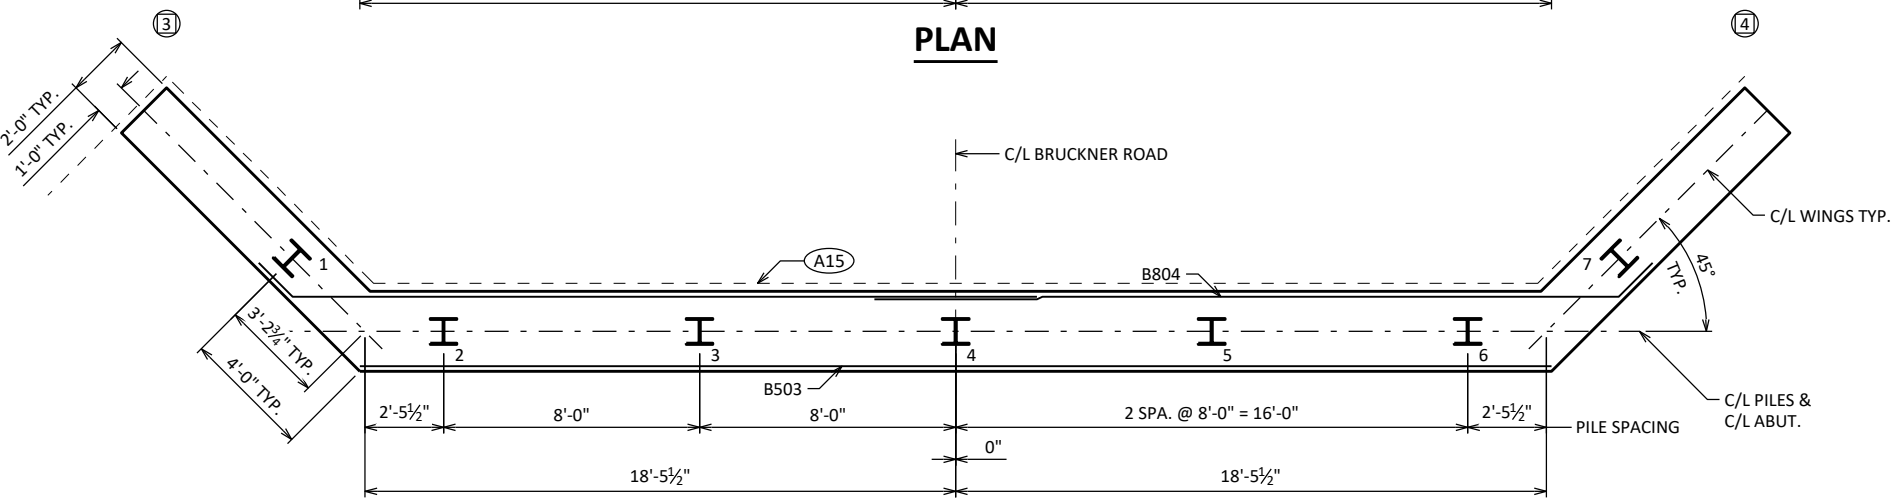 3
PLAN
4
2'-0" TYP.
1'-0" TYP.
C/L BRUCKNER ROAD
C/L WINGS TYP.
A15
B804
1
7
45°
TYP.
3'-2¾" TYP.
4'-0" TYP.
2
3
4
5
6
B503
C/L PILES &
C/L ABUT.
2'-5½"
8'-0"
8'-0"
2 SPA. @ 8'-0" = 16'-0"
2'-5½"
PILE SPACING
0"
18'-5½"
18'-5½"